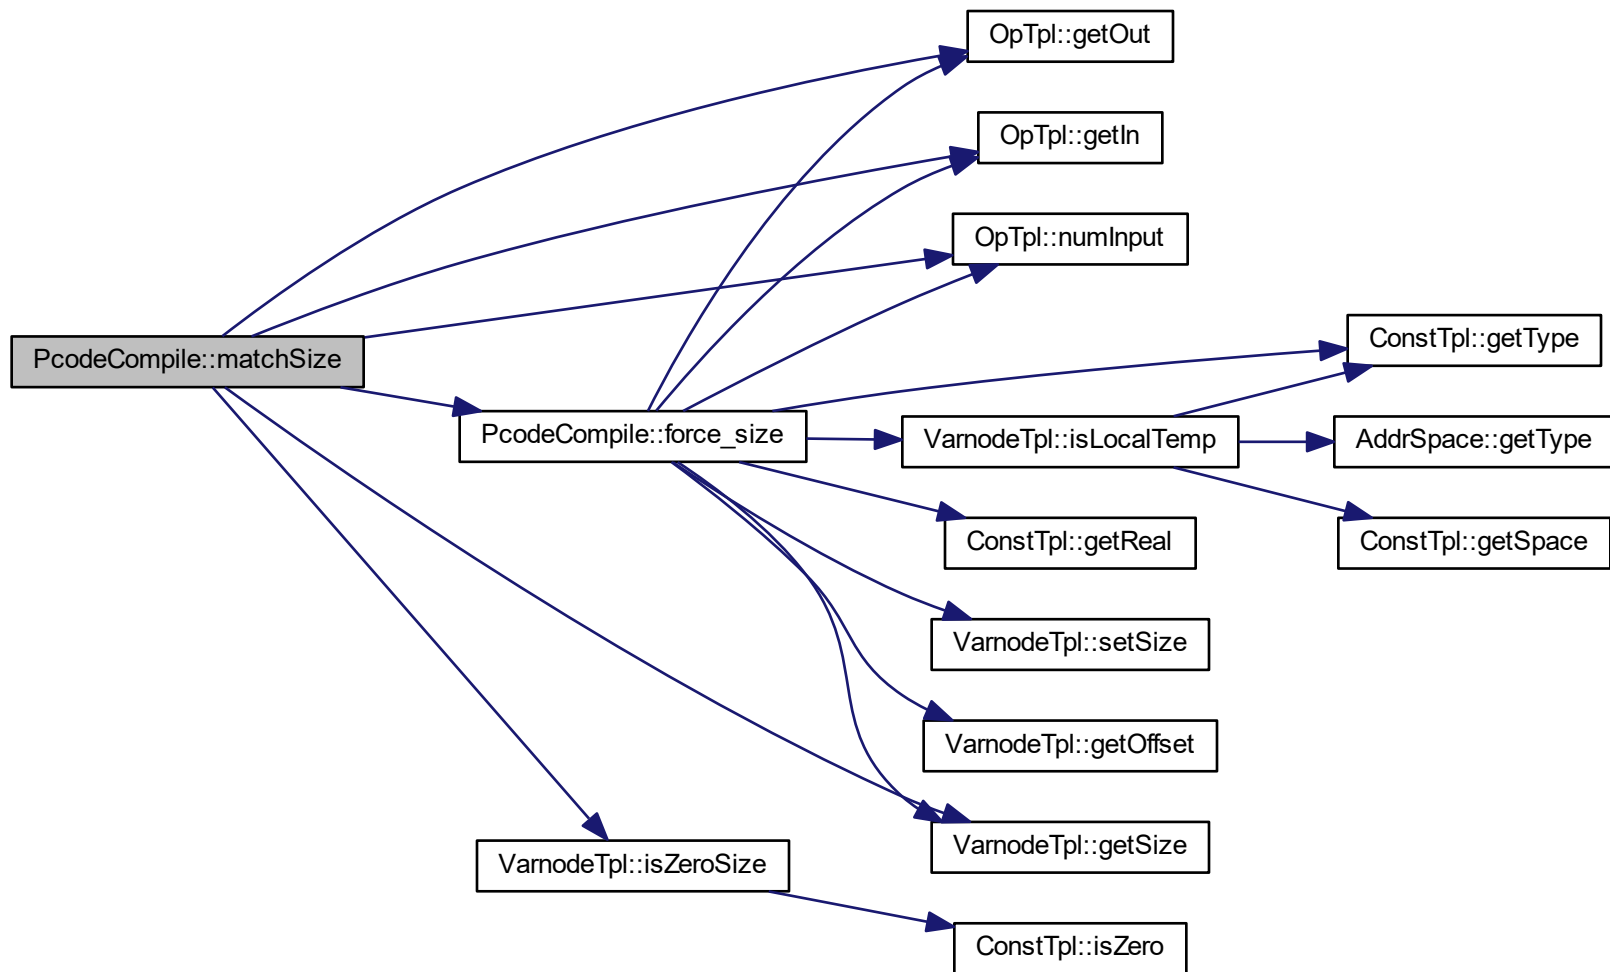 OpTpl::getOut
OpTpl::getIn
OpTpl::numInput
ConstTpl::getType
PcodeCompile::matchSize
PcodeCompile::force_size
VarnodeTpl::isLocalTemp
AddrSpace::getType
ConstTpl::getReal
ConstTpl::getSpace
VarnodeTpl::setSize
VarnodeTpl::getOffset
VarnodeTpl::getSize
VarnodeTpl::isZeroSize
ConstTpl::isZero